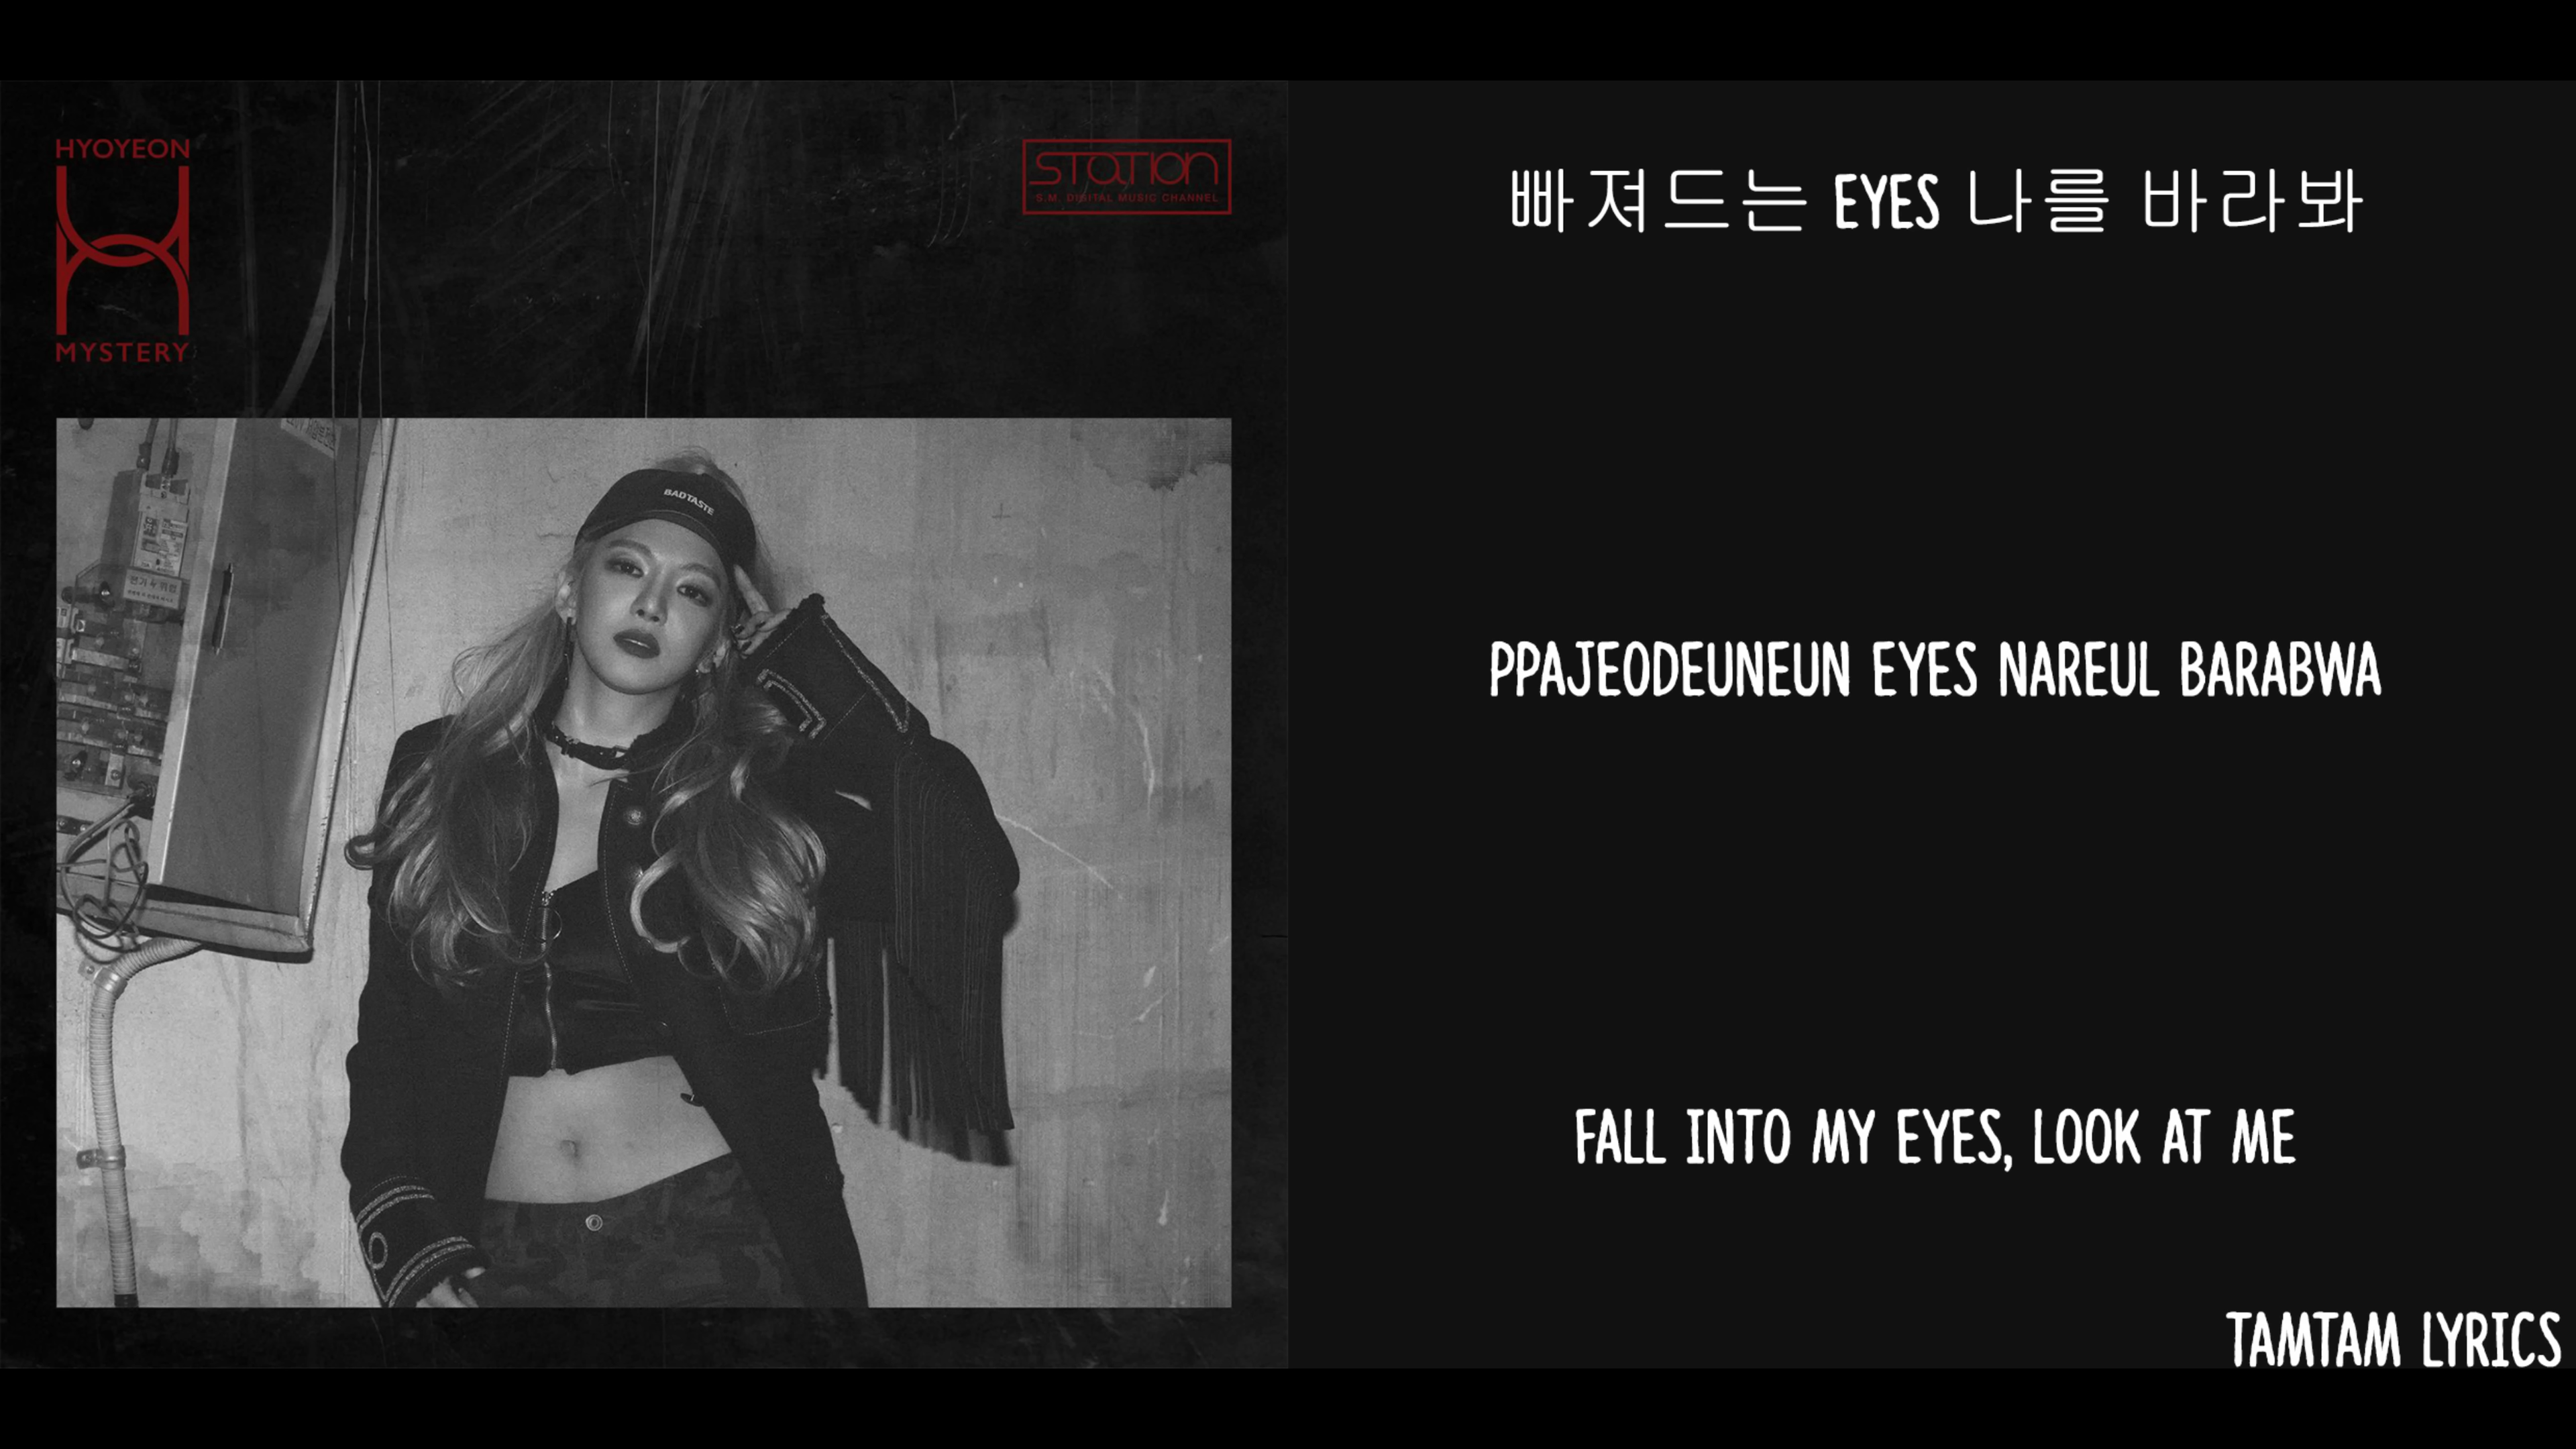 HYOYEON
MYSTERY
STATION
S.M. DIGITAL MUSIC CHANNEL
BADTASTE
빠져드는 EYES 나를 바라봐
PPAJEODEUNEUN EYES NAREUL BARABWA
FALL INTO MY EYES, LOOK AT ME
TAMTAM LYRICS